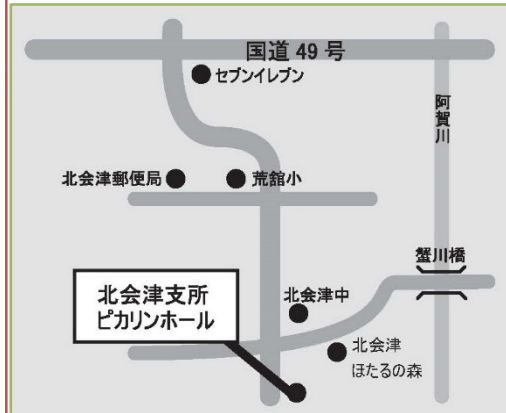 国道 49 号
セブンイレブン
阿賀川
北会津郵便局
荒舘小
蟹川橋
北会津支所
ピカリンホール
北会津中
北会津
ほたるの森